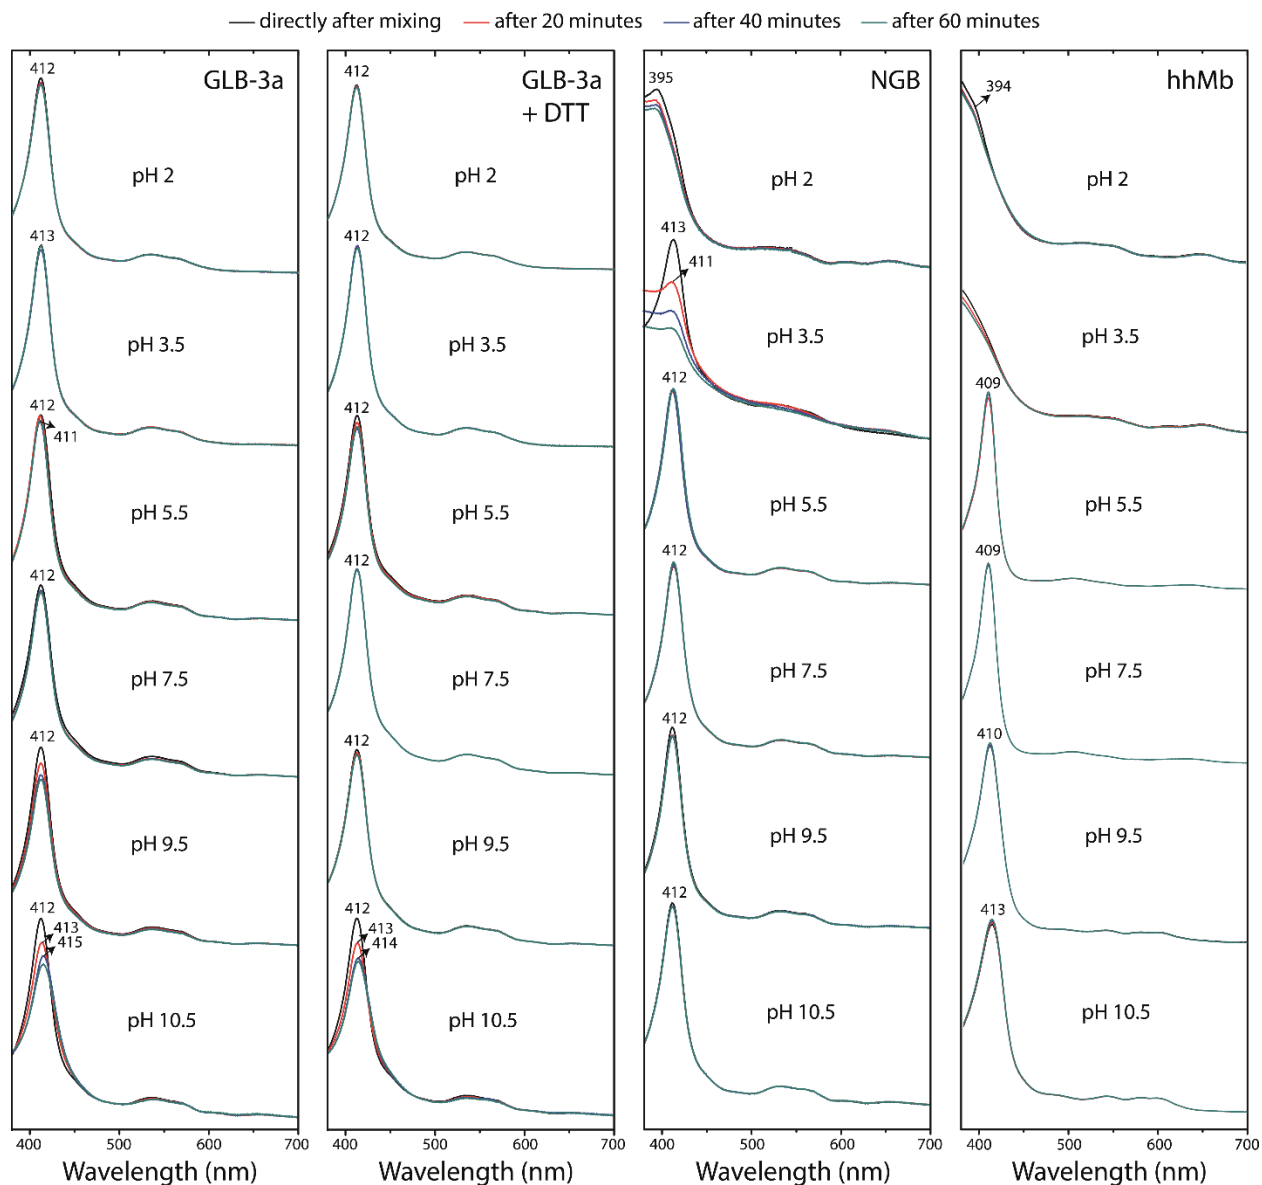 directly after mixing after 20 minutes after 40 minutes after 60 minutes
GLB-3a
412
pH 2
413
pH 3.5
412
411
pH 5.5
412
pH 7.5
412
pH 9.5
412
413
415
pH 10.5
400 500 600 700
Wavelength (nm)
GLB-3a
+ DTT
412
pH 2
412
pH 3.5
412
pH 5.5
412
pH 7.5
412
pH 9.5
412
413
414
pH 10.5
400 500 600 700
Wavelength (nm)
NGB
395
pH 2
413
411
pH 3.5
412
pH 5.5
412
pH 7.5
412
pH 9.5
412
pH 10.5
400 500 600 700
Wavelength (nm)
hhMb
394
pH 2
pH 3.5
409
pH 5.5
409
pH 7.5
410
pH 9.5
413
pH 10.5
400 500 600 700
Wavelength (nm)